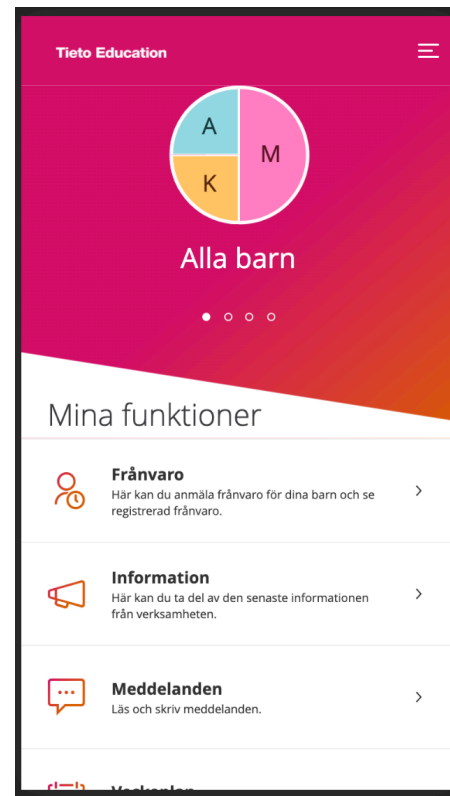 Tieto Education
A
M
K
Alla barn
Mina funktioner
Frånvaro
Här kan du anmäla frånvaro för dina barn och se
registrerad frånvaro.
Information
Här kan du ta del av den senaste informationen
från verksamheten.
Meddelanden
Läs och skriv meddelanden.